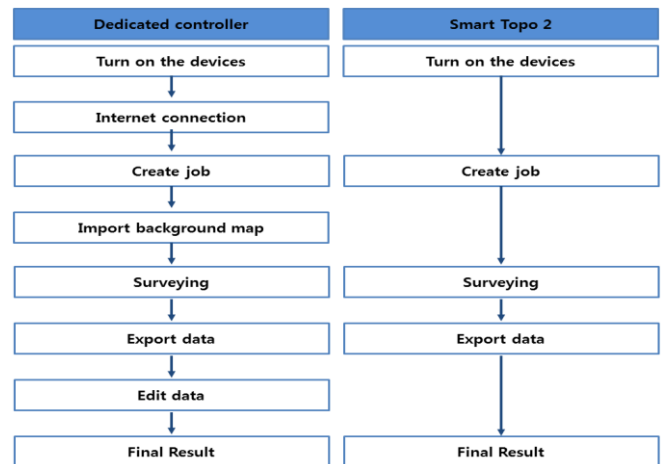 Dedicated controller
Turn on the devices
Internet connection
Create job
Import background map
Surveying
Export data
Edit data
Final Result
Smart Topo 2
Turn on the devices
Create job
Surveying
Export data
Final Result